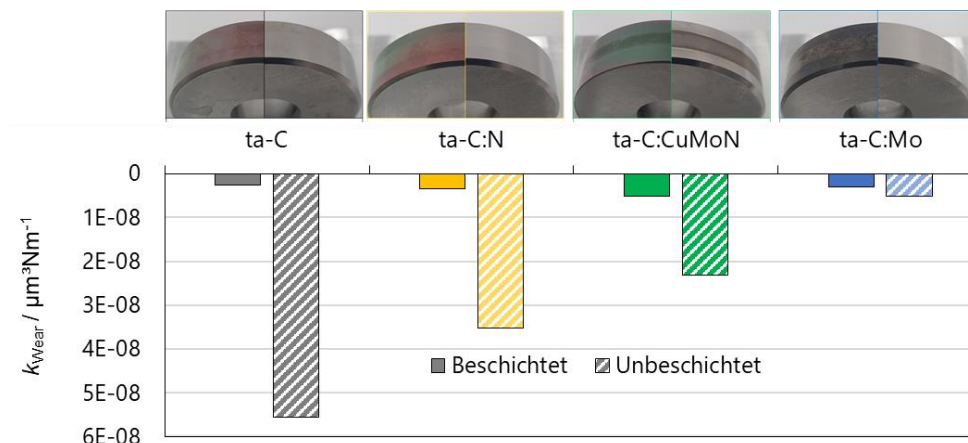 ta-C ta-C:N ta-C:CuMoN ta-C:Mo
0
1E-08
2E-08
3E-08
4E-08
5E-08
6E-08
kWear / µm³Nm⁻¹
Beschichtet Unbeschichtet